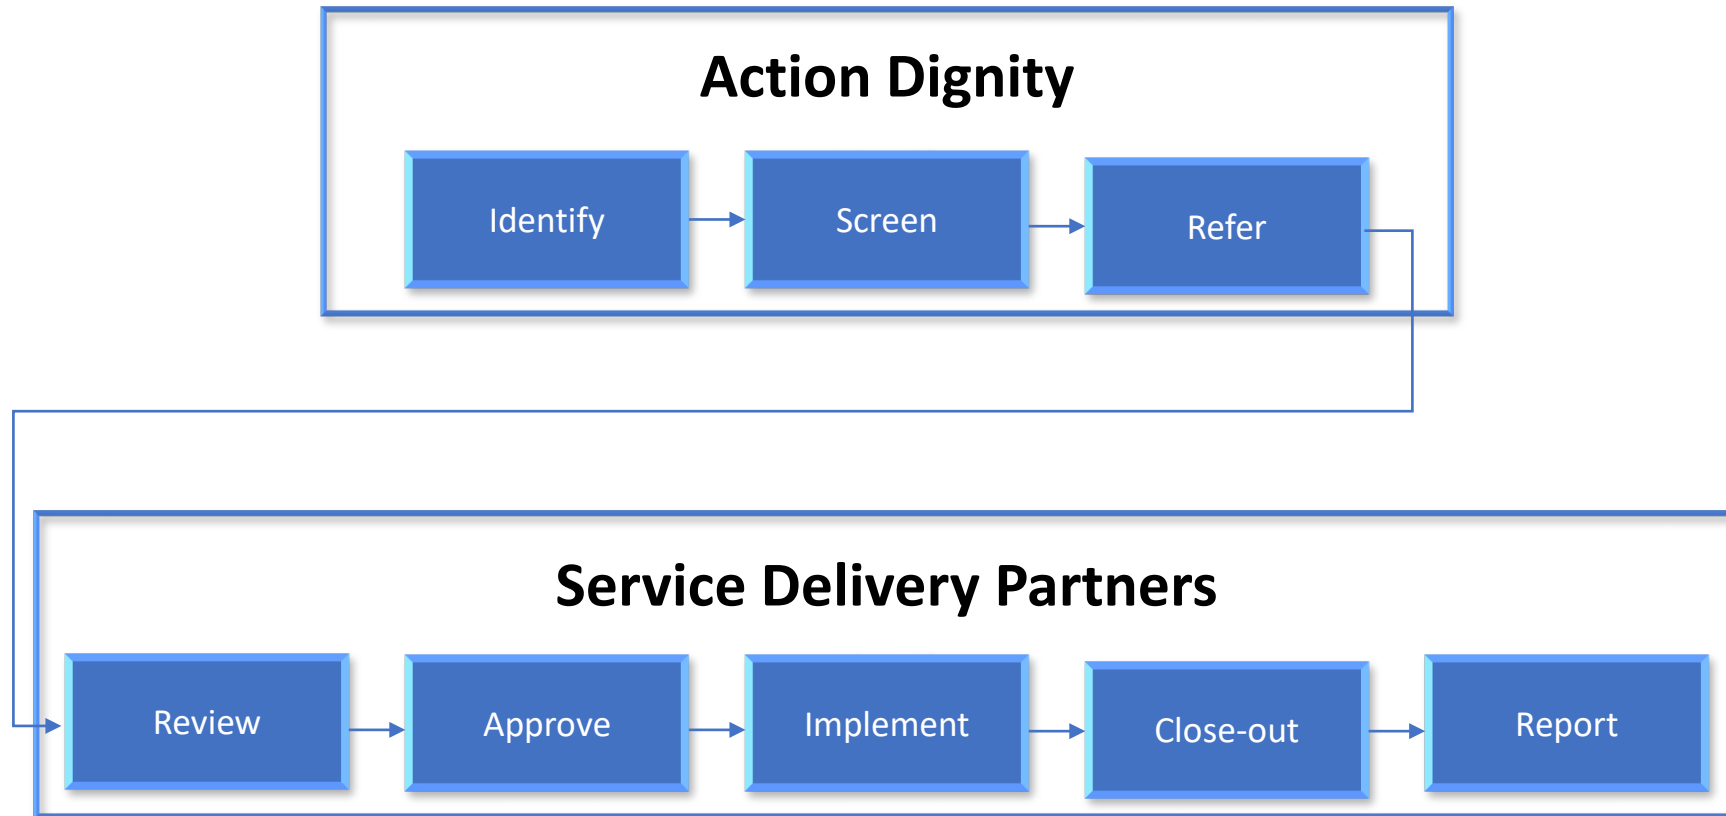 Action Dignity
Identify
Screen
Refer
Service Delivery Partners
Review
Approve
Implement
Close-out
Report